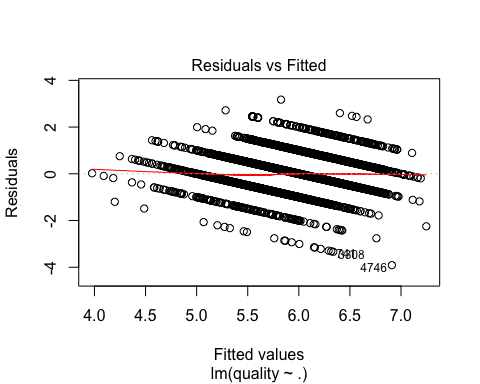 Residuals vs Fitted
Residuals
4
2
0
-2
-4
4746
4.0 4.5 5.0 5.5 6.0 6.5 7.0
Fitted values
lm(quality ~ .)